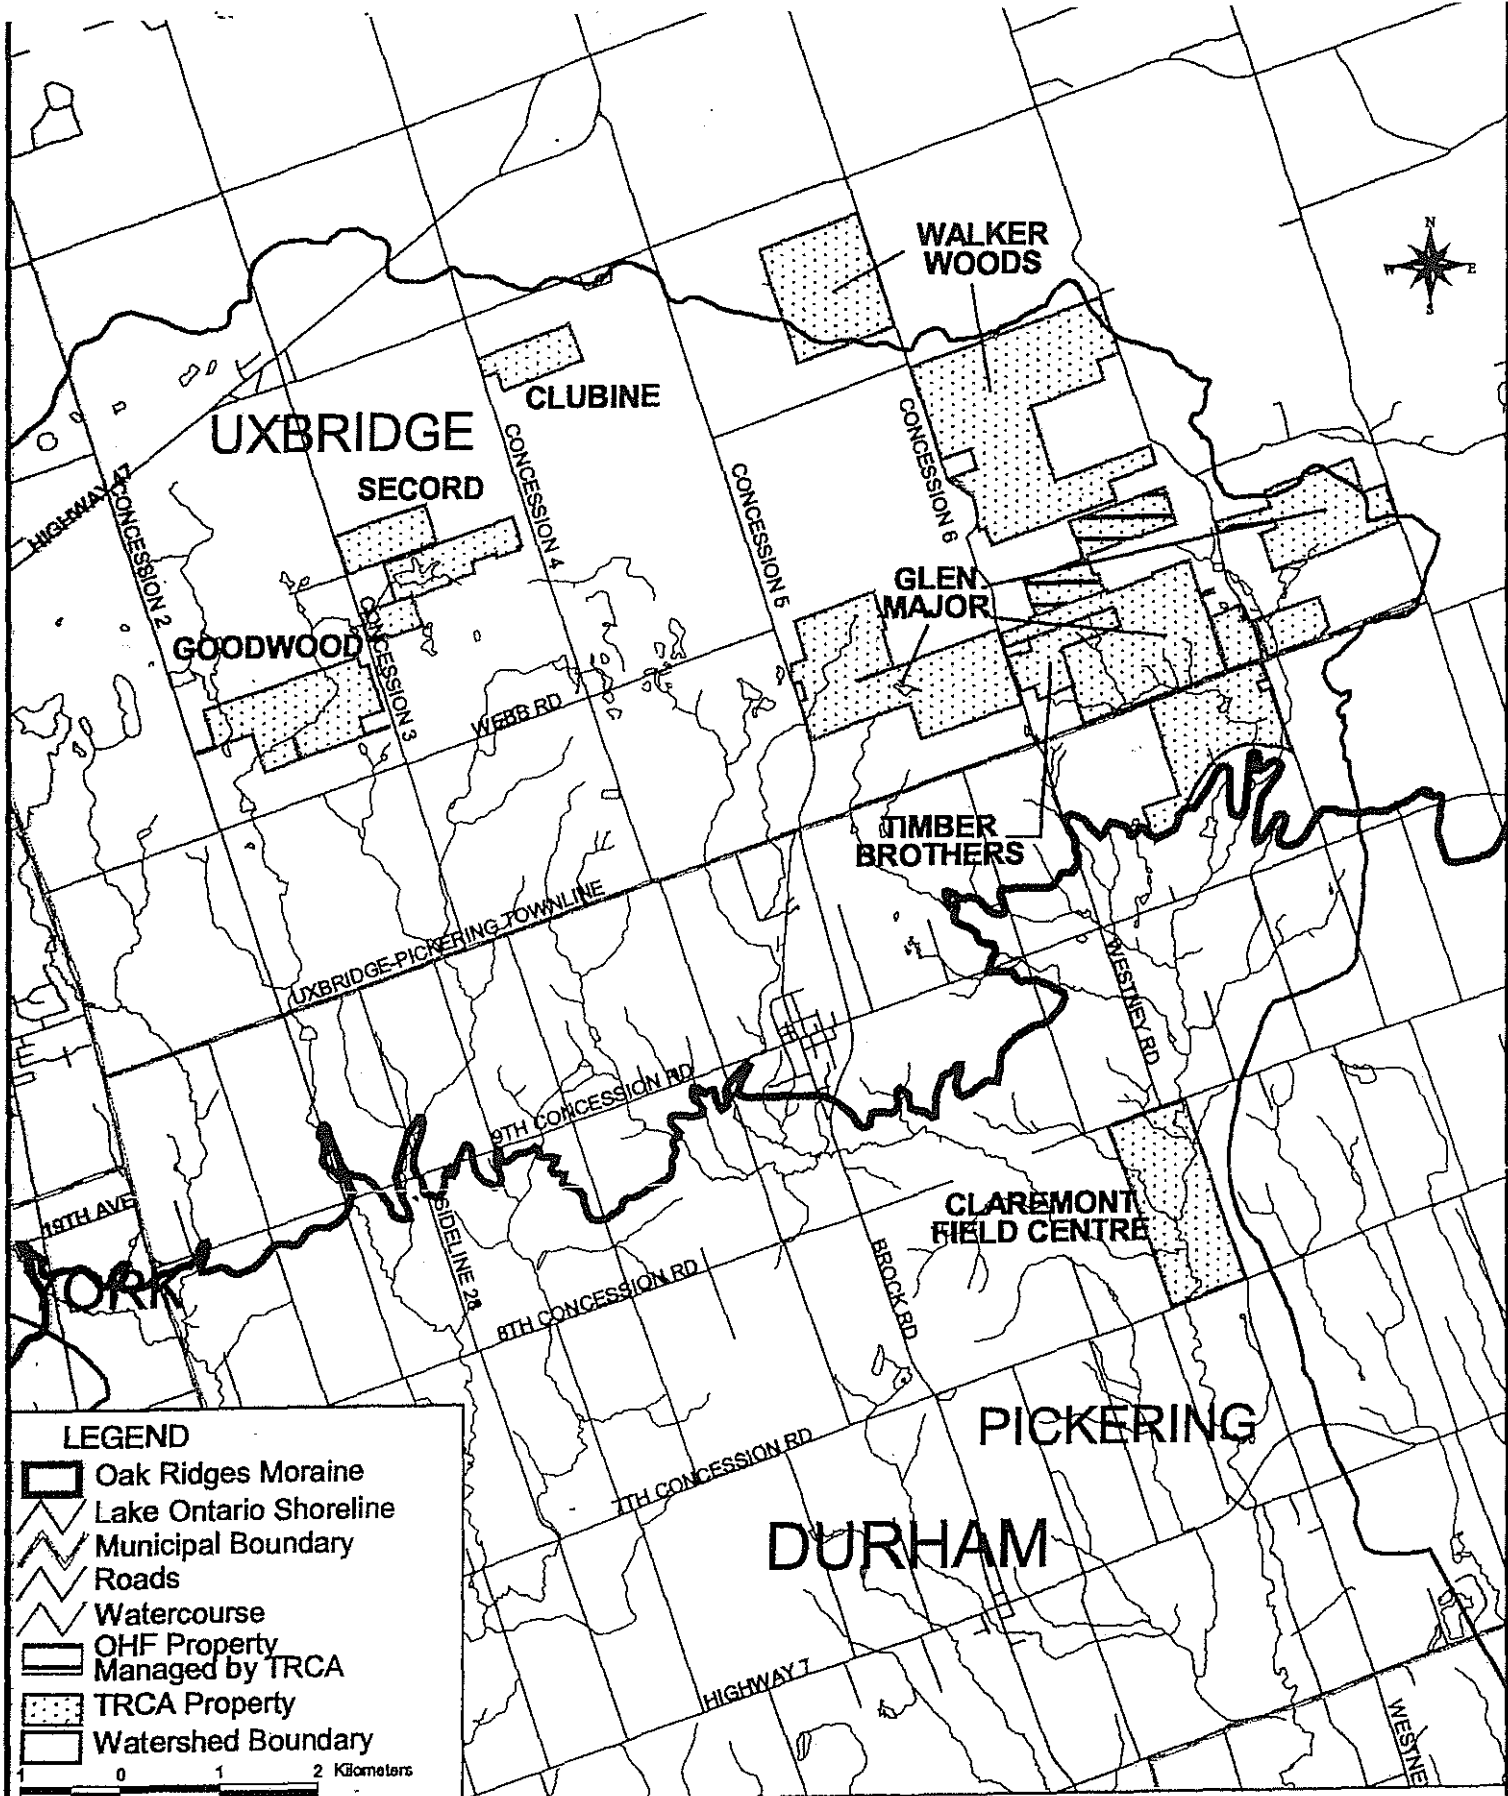 WALKER
WOODS
N
W
E
S
CLUBINE
UXBRIDGE
CONCESSION 6
CONCESSION 4
SECORD
CONCESSION 5
HIGHWAY 47
CONCESSION 2
GLEN
MAJOR
CONCESSION 3
GOODWOOD
WEBB RD
TIMBER
BROTHERS
UXBRIDGE-PICKERING TOWNLINE
WESTNEY RD
9TH CONCESSION RD
19TH AVE
CLAREMONT
FIELD CENTRE
SIDELINE 28
YORK
BROCK RD
8TH CONCESSION RD
PICKERING
7TH CONCESSION RD
DURHAM
HIGHWAY 7
WESTNE
LEGEND
Oak Ridges Moraine
Lake Ontario Shoreline
Municipal Boundary
Roads
Watercourse
OHF Property
Managed by TRCA
TRCA Property
Watershed Boundary
1 0 1 2 Kilometers